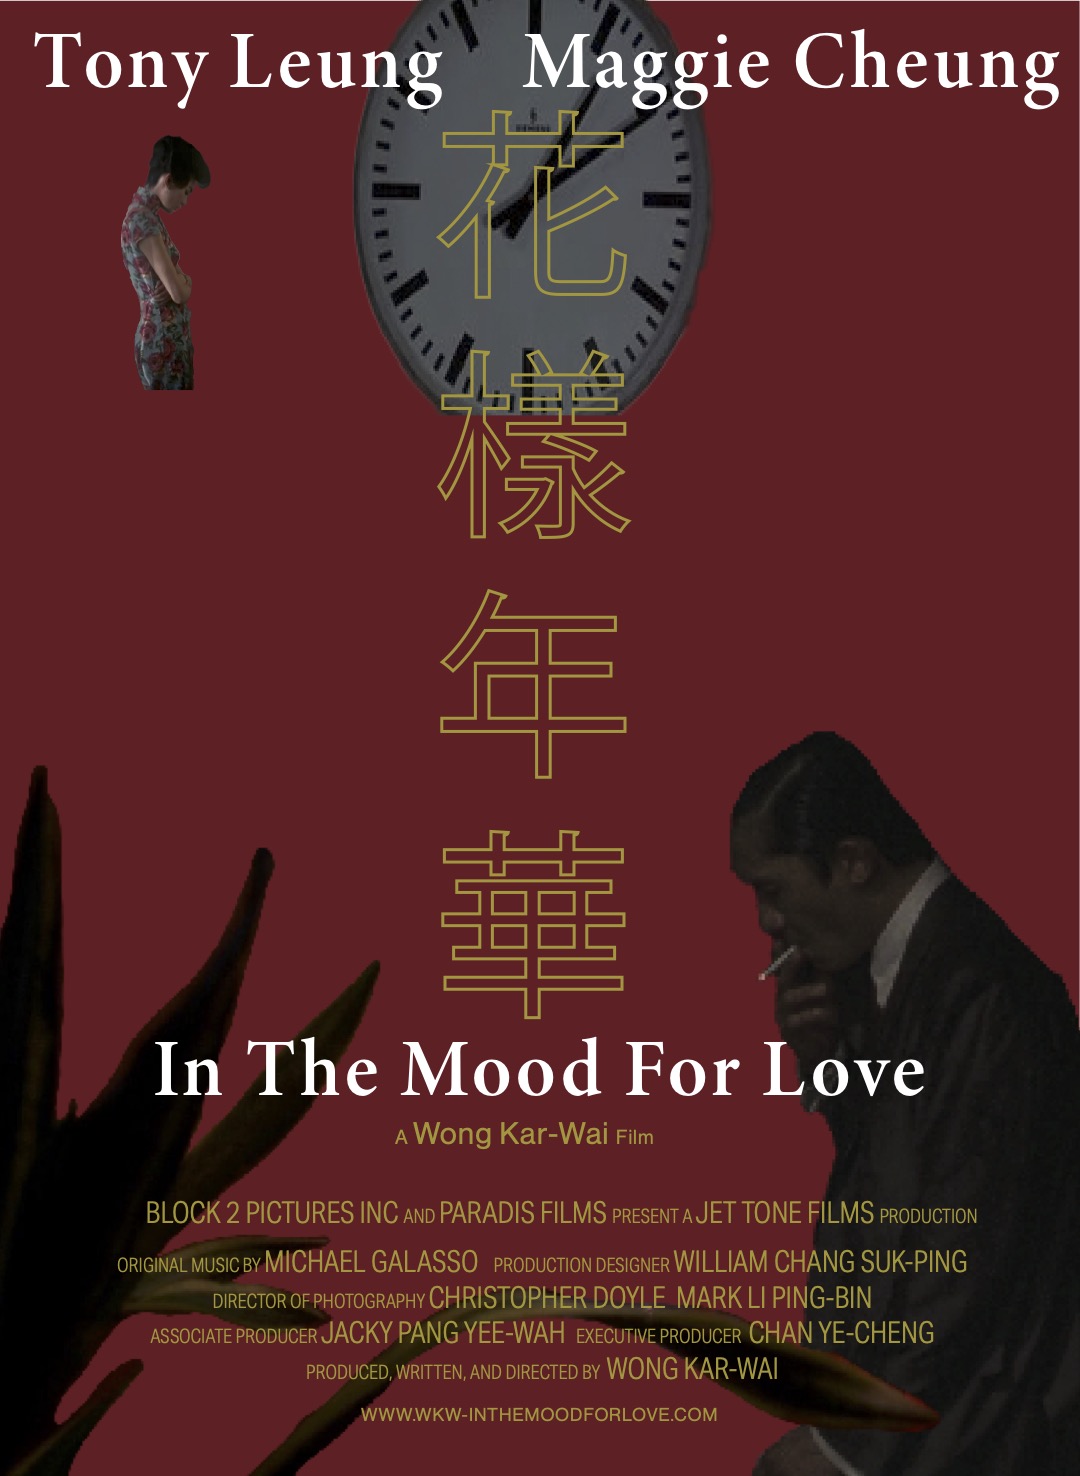 Tony Leung Maggie Cheung
SIEMENS
花
樣
年
華
In The Mood For Love
A Wong Kar-Wai Film
BLOCK 2 PICTURES INC AND PARADIS FILMS PRESENT A JET TONE FILMS PRODUCTION
ORIGINAL MUSIC BY MICHAEL GALASSO PRODUCTION DESIGNER WILLIAM CHANG SUK-PING
DIRECTOR OF PHOTOGRAPHY CHRISTOPHER DOYLE MARK LI PING-BIN
ASSOCIATE PRODUCER JACKY PANG YEE-WAH EXECUTIVE PRODUCER CHAN YE-CHENG
PRODUCED, WRITTEN, AND DIRECTED BY WONG KAR-WAI
WWW.WKW-INTHEMOODFORLOVE.COM